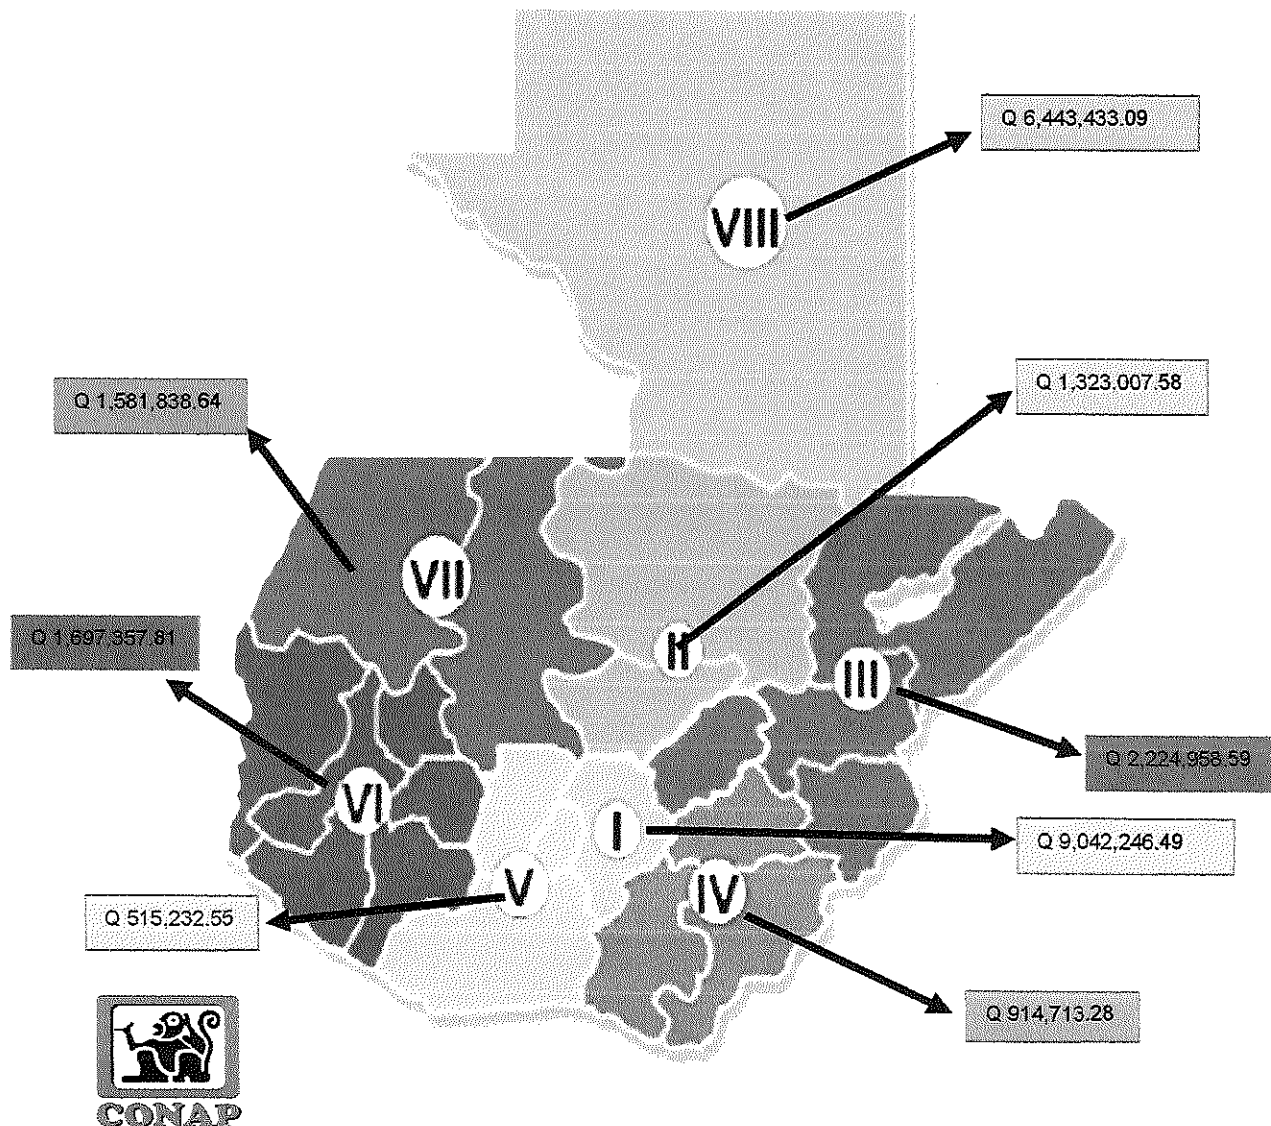 Q 6,443,433.09
VIII
Q 1,323.007.58
Q 1,581,838.64
VII
Q 1,697,357.81
II
III
Q 2,224.958.59
VI
I
Q 9,042,246.49
V
IV
Q 515,232.55
Q 914,713.28
CONAP